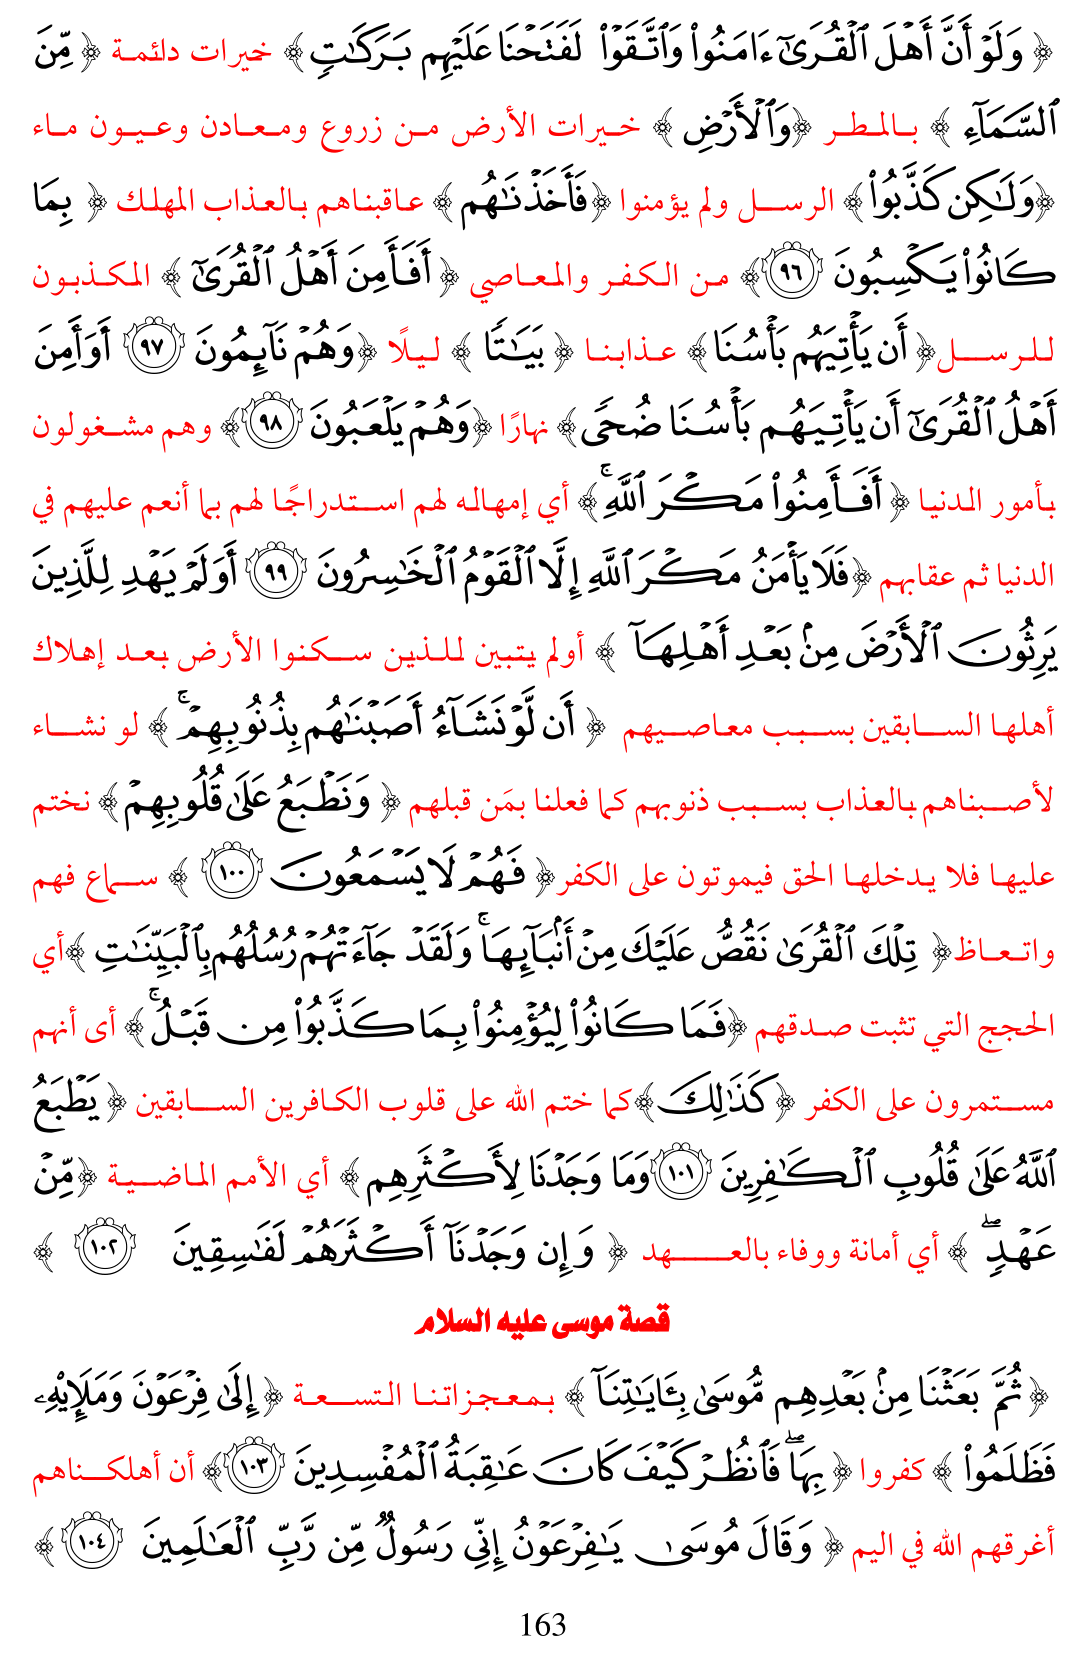 ﴿ وَلَوۡ أَنَّ أَهۡلَ ٱلۡقُرَىٰٓ ءَامَنُواْ وَٱتَّقَوۡاْ لَفَتَحۡنَا عَلَيۡهِم بَرَكَٰتٖ﴾ خيرات دائمة ﴿ مِّنَ
ٱلسَّمَآءِ ﴾ بالمطر ﴿وَٱلۡأَرۡضِ ﴾ خيرات الأرض من زروع ومعادن وعيون ماء
﴿وَلَٰكِن كَذَّبُواْ﴾ الرسل ولم يؤمنوا ﴿فَأَخَذۡنَٰهُم ﴾ عاقبناهم بالعذاب المهلك ﴿ بِمَا
كَانُواْ يَكۡسِبُونَ ٩٦﴾ من الكفر والمعاصي ﴿ أَفَأَمِنَ أَهۡلُ ٱلۡقُرَىٰٓ ﴾ المكذبون
للرسل﴿ أَن يَأۡتِيَهُم بَأۡسُنَا﴾ عذابنا ﴿ بَيَٰتٗا ﴾ ليلًا ﴿وَهُمۡ نَآئِمُونَ ٩٧ أَوَأَمِنَ
أَهۡلُ ٱلۡقُرَىٰٓ أَن يَأۡتِيَهُم بَأۡسُنَا ضُحٗى﴾ نهارًا ﴿وَهُمۡ يَلۡعَبُونَ ٩٨﴾ وهم مشغولون
بأمور الدنيا ﴿ أَفَأَمِنُواْ مَكۡرَ ٱللَّهِۚ ﴾ أي إمهاله لهم استدراجًا لهم بما أنعم عليهم في
الدنيا ثم عقابهم ﴿فَلَا يَأۡمَنُ مَكۡرَ ٱللَّهِ إِلَّا ٱلۡقَوۡمُ ٱلۡخَٰسِرُونَ ٩٩ أَوَلَمۡ يَهۡدِ لِلَّذِينَ
يَرِثُونَ ٱلۡأَرۡضَ مِنۢ بَعۡدِ أَهۡلِهَآ ﴾ أولم يتبين للذين سكنوا الأرض بعد إهلاك
أهلها السابقين بسبب معاصيهم ﴿ أَن لَّوۡ نَشَآءُ أَصَبۡنَٰهُم بِذُنُوبِهِمۡۚ ﴾ لو نشاء
لأصبناهم بالعذاب بسبب ذنوبهم كما فعلنا بمَن قبلهم ﴿ وَنَطۡبَعُ عَلَىٰ قُلُوبِهِمۡ ﴾ نختم
عليها فلا يدخلها الحق فيموتون على الكفر﴿ فَهُمۡ لَا يَسۡمَعُونَ ١٠٠ ﴾ سماع فهم
واتعاظ﴿ تِلۡكَ ٱلۡقُرَىٰ نَقُصُّ عَلَيۡكَ مِنۡ أَنۢبَآئِهَاۚ وَلَقَدۡ جَآءَتۡهُمۡ رُسُلُهُم بِٱلۡبَيِّنَٰتِ ﴾أي
الحجج التي تثبت صدقهم ﴿فَمَا كَانُواْ لِيُؤۡمِنُواْ بِمَا كَذَّبُواْ مِن قَبۡلُۚ ﴾ أى أنهم
مستمرون على الكفر ﴿كَذَٰلِكَ﴾كما ختم الله على قلوب الكافرين السابقين ﴿ يَطۡبَعُ
ٱللَّهُ عَلَىٰ قُلُوبِ ٱلۡكَٰفِرِينَ ١٠١وَمَا وَجَدۡنَا لِأَكۡثَرِهِم ﴾ أي الأمم الماضية ﴿مِّنۡ
عَهۡدٖۖ ﴾ أي أمانة ووفاء بالعهد ﴿ وَإِن وَجَدۡنَآ أَكۡثَرَهُمۡ لَفَٰسِقِينَ ١٠٢ ﴾
قصة موسى عليه السلام
﴿ ثُمَّ بَعَثۡنَا مِنۢ بَعۡدِهِم مُّوسَىٰ بِـَٔايَٰتِنَآ ﴾ بمعجزاتنا التسعة ﴿ إِلَىٰ فِرۡعَوۡنَ وَمَلَإِيْهِۦ
فَظَلَمُواْ ﴾ كفروا ﴿ بِهَاۖ فَٱنظُرۡ كَيۡفَ كَانَ عَٰقِبَةُ ٱلۡمُفۡسِدِينَ ١٠٣﴾ أن أهلكناهم
أغرقهم الله في اليم ﴿ وَقَالَ مُوسَىٰ يَٰفِرۡعَوۡنُ إِنِّي رَسُولٞ مِّن رَّبِّ ٱلۡعَٰلَمِينَ ١٠٤ ﴾
163